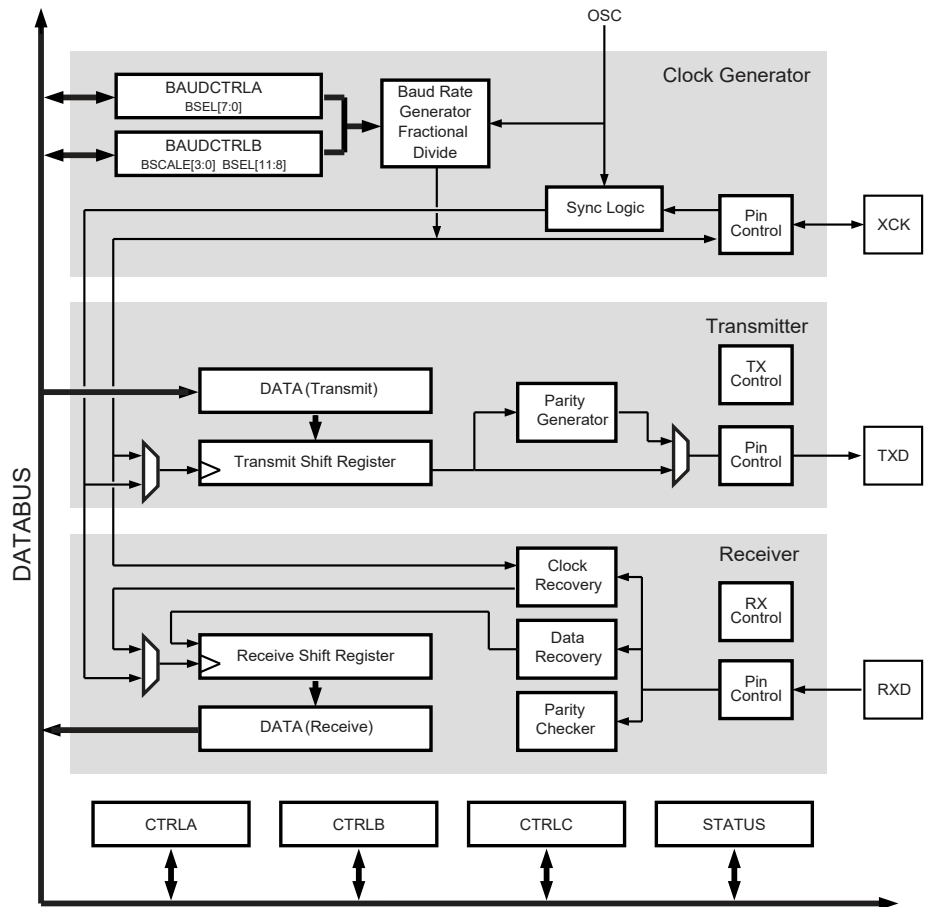 OSC
Clock Generator
BAUDCTRLA
BSEL[7:0]
BAUDCTRLB
BSCALE[3:0] BSEL[11:8]
Baud Rate
Generator
Fractional
Divide
Sync Logic
Pin
Control
XCK
Transmitter
TX
Control
DATA (Transmit)
Parity
Generator
Transmit Shift Register
Pin
Control
TXD
DATABUS
Receiver
Clock
Recovery
RX
Control
Receive Shift Register
Data
Recovery
Pin
Control
RXD
DATA (Receive)
Parity
Checker
CTRLA
CTRLB
CTRLC
STATUS